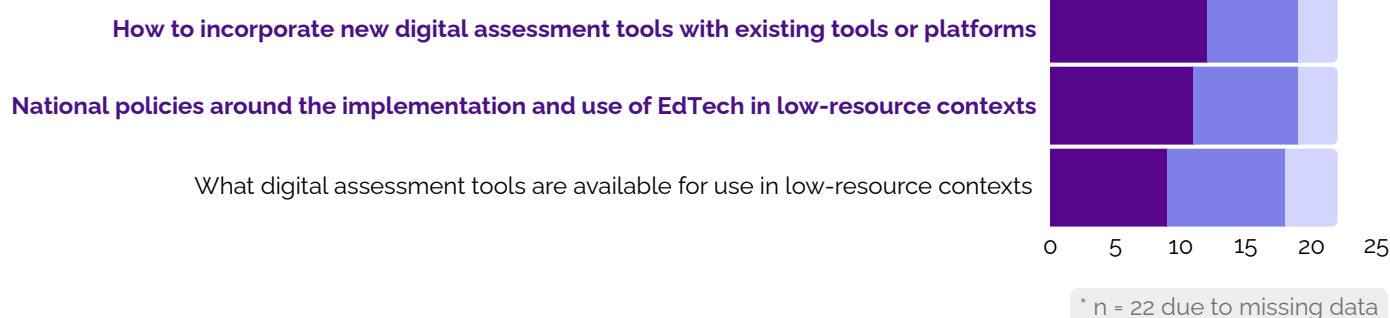 How to incorporate new digital assessment tools with existing tools or platforms
National policies around the implementation and use of EdTech in low-resource contexts
What digital assessment tools are available for use in low-resource contexts
0 5 10 15 20 25
* n = 22 due to missing data